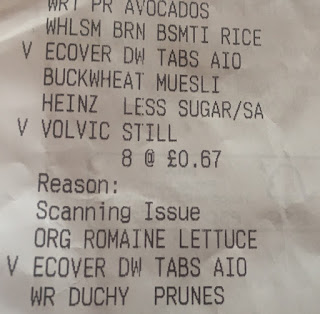 WRT PR AVOCADOS
WHLSM BRN BSMTI RICE
V ECOVER DW TABS AIO
BUCKWHEAT MUESLI
HEINZ LESS SUGAR/SA
V VOLVIC STILL
8 @ £0.67
Reason:
Scanning Issue
ORG ROMAINE LETTUCE
V ECOVER DW TABS AIO
WR DUCHY PRUNES